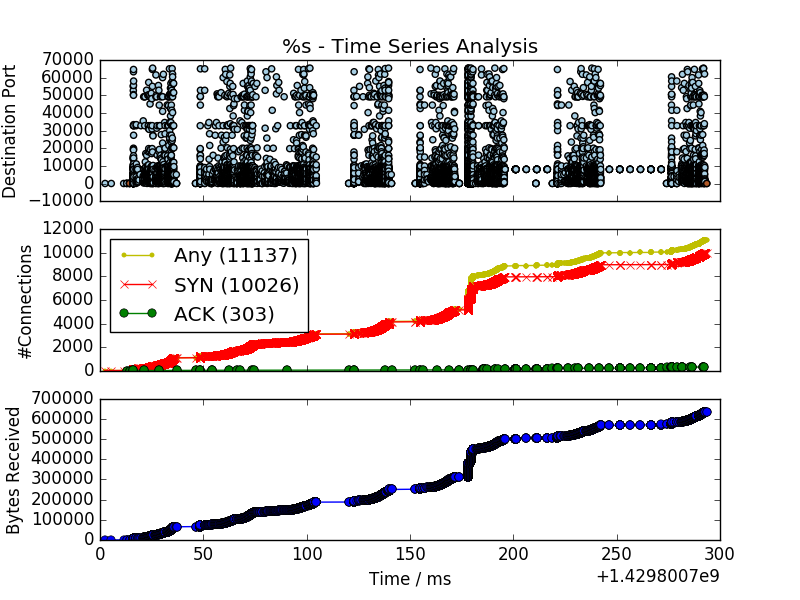 %s - Time Series Analysis
Destination Port
70000
60000
50000
40000
30000
20000
10000
0
−10000
#Connections
12000
10000
8000
6000
4000
2000
0
Any (11137)
SYN (10026)
ACK (303)
Bytes Received
700000
600000
500000
400000
300000
200000
100000
0
0 50 100 150 200 250 300
Time / ms
+1.4298007e9